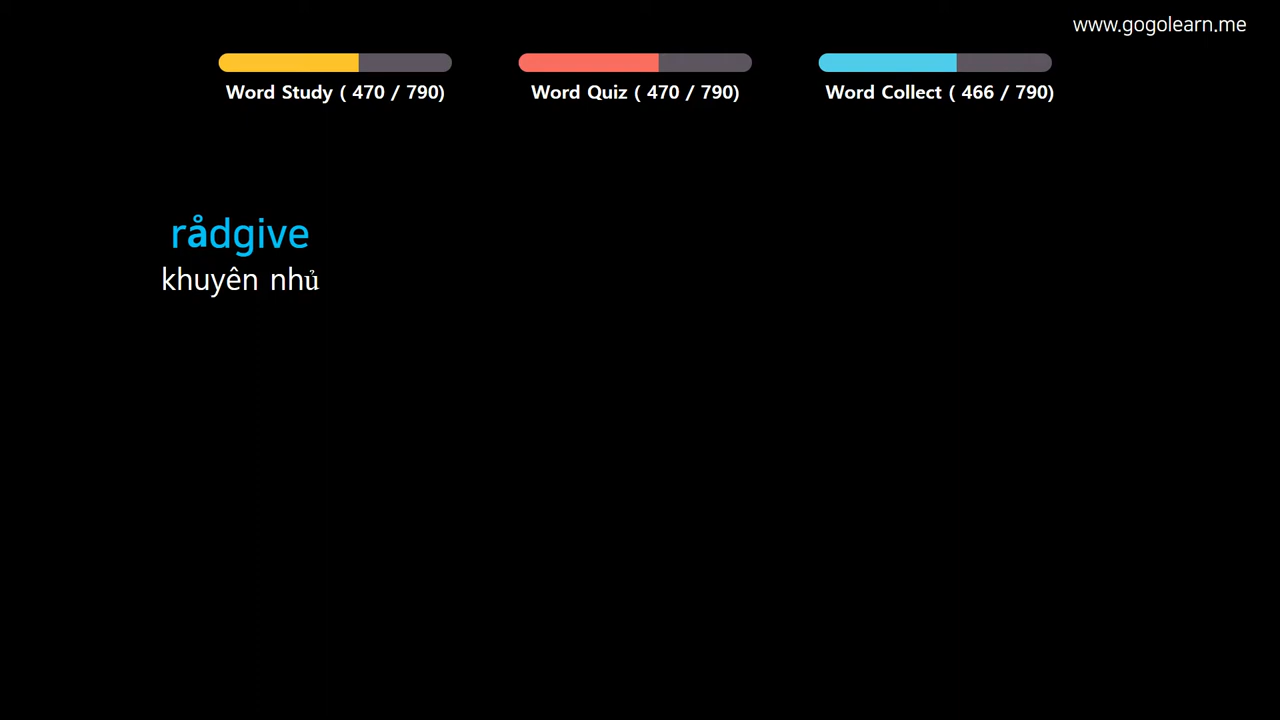 www.gogolearn.me
Word Study ( 470 / 790)
Word Quiz ( 470 / 790)
Word Collect ( 466 / 790)
rådgive
khuyên nhủ